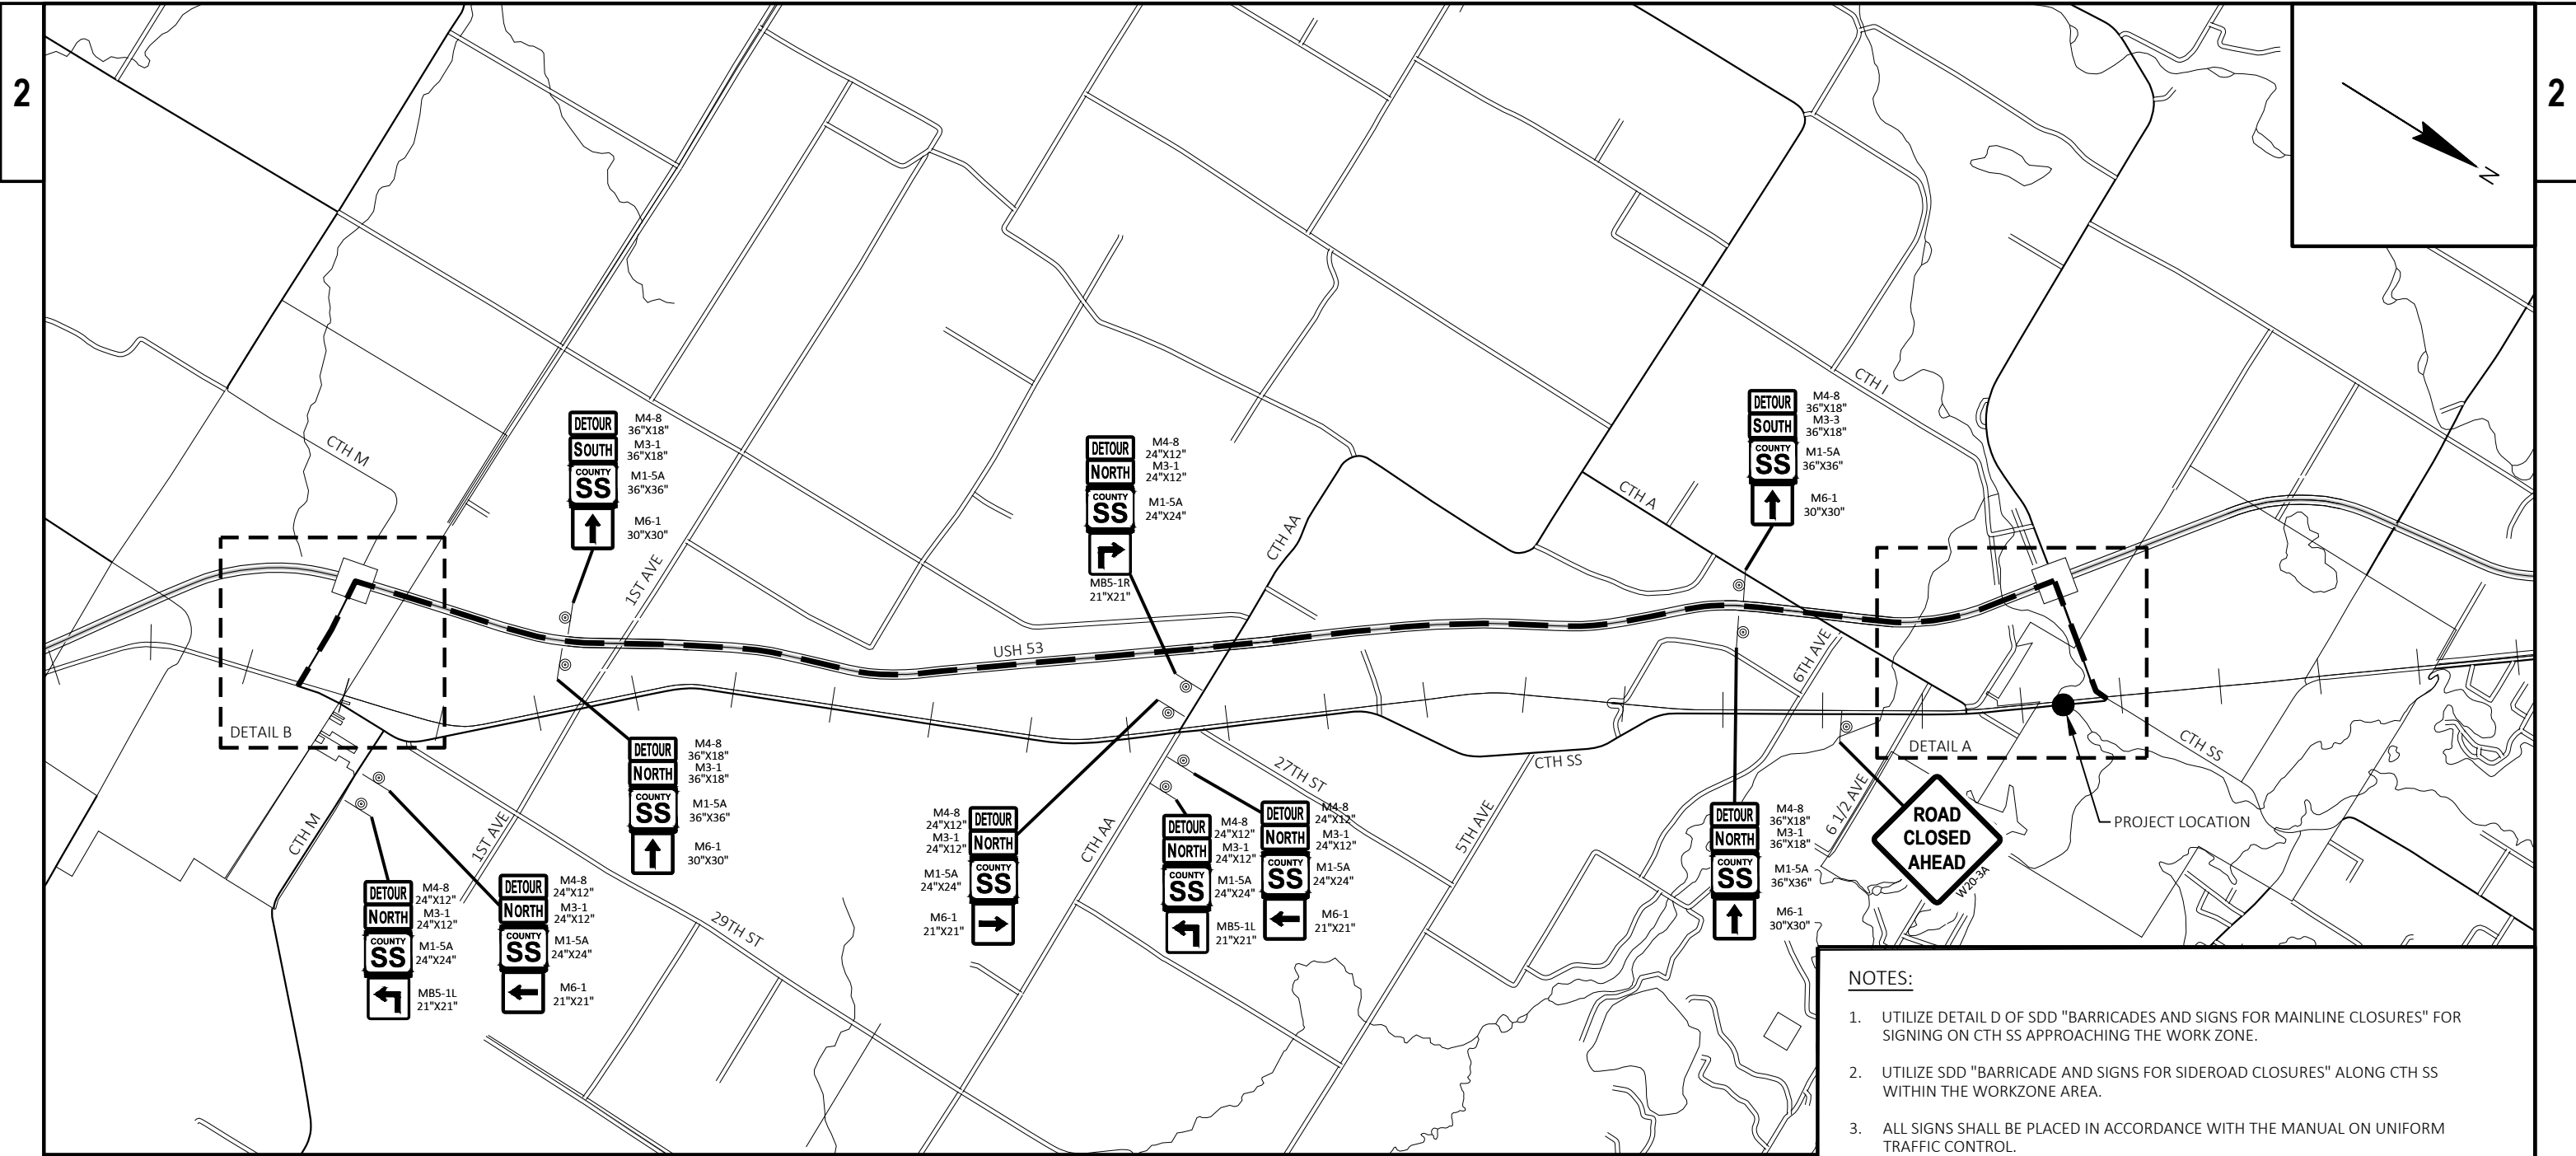 2
2
N
CTH M
DETOUR
SOUTH
COUNTY
SS
M4-8
36"X18"
M3-1
36"X18"
M1-5A
36"X36"
M6-1
30"X30"
1ST AVE
DETOUR
NORTH
COUNTY
SS
M4-8
24"X12"
M3-1
24"X12"
M1-5A
24"X24"
MB5-1R
21"X21"
CTH AA
CTH A
CTH I
DETOUR
SOUTH
COUNTY
SS
M4-8
36"X18"
M3-3
36"X18"
M1-5A
36"X36"
M6-1
30"X30"
USH 53
6TH AVE
DETAIL B
DETAIL A
CTH SS
CTH SS
27TH ST
5TH AVE
6 1/2 AVE
ROAD
CLOSED
AHEAD
W20-3A
PROJECT LOCATION
DETOUR
NORTH
COUNTY
SS
M4-8
36"X18"
M3-1
36"X18"
M1-5A
36"X36"
M6-1
30"X30"
CTH M
1ST AVE
29TH ST
CTH AA
DETOUR
NORTH
COUNTY
SS
M4-8
24"X12"
M3-1
24"X12"
M1-5A
24"X24"
MB5-1L
21"X21"
DETOUR
NORTH
COUNTY
SS
M4-8
24"X12"
M3-1
24"X12"
M1-5A
24"X24"
M6-1
21"X21"
M4-8
24"X12"
M3-1
24"X12"
M1-5A
24"X24"
M6-1
21"X21"
DETOUR
NORTH
COUNTY
SS
DETOUR
NORTH
COUNTY
SS
M4-8
24"X12"
M3-1
24"X12"
M1-5A
24"X24"
MB5-1L
21"X21"
DETOUR
NORTH
COUNTY
SS
M4-8
24"X12"
M3-1
24"X12"
M1-5A
24"X24"
M6-1
21"X21"
DETOUR
NORTH
COUNTY
SS
M4-8
36"X18"
M3-1
36"X18"
M1-5A
36"X36"
M6-1
30"X30"
NOTES:
1. UTILIZE DETAIL D OF SDD "BARRICADES AND SIGNS FOR MAINLINE CLOSURES" FOR
SIGNING ON CTH SS APPROACHING THE WORK ZONE.
2. UTILIZE SDD "BARRICADE AND SIGNS FOR SIDEROAD CLOSURES" ALONG CTH SS
WITHIN THE WORKZONE AREA.
3. ALL SIGNS SHALL BE PLACED IN ACCORDANCE WITH THE MANUAL ON UNIFORM
TRAFFIC CONTROL.